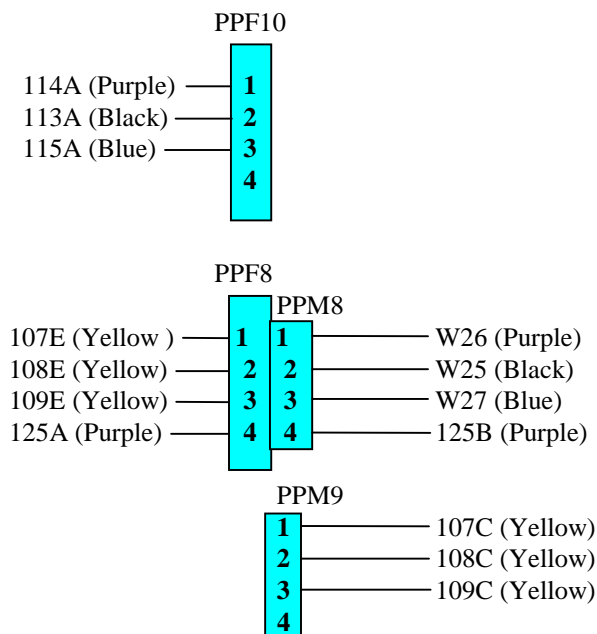 PPF10
114A (Purple) 1
113A (Black) 2
115A (Blue) 3
4
PPF8
PPM8
107E (Yellow ) 1 1 W26 (Purple)
108E (Yellow) 2 2 W25 (Black)
109E (Yellow) 3 3 W27 (Blue)
125A (Purple) 4 4 125B (Purple)
PPM9
1 107C (Yellow)
2 108C (Yellow)
3 109C (Yellow)
4